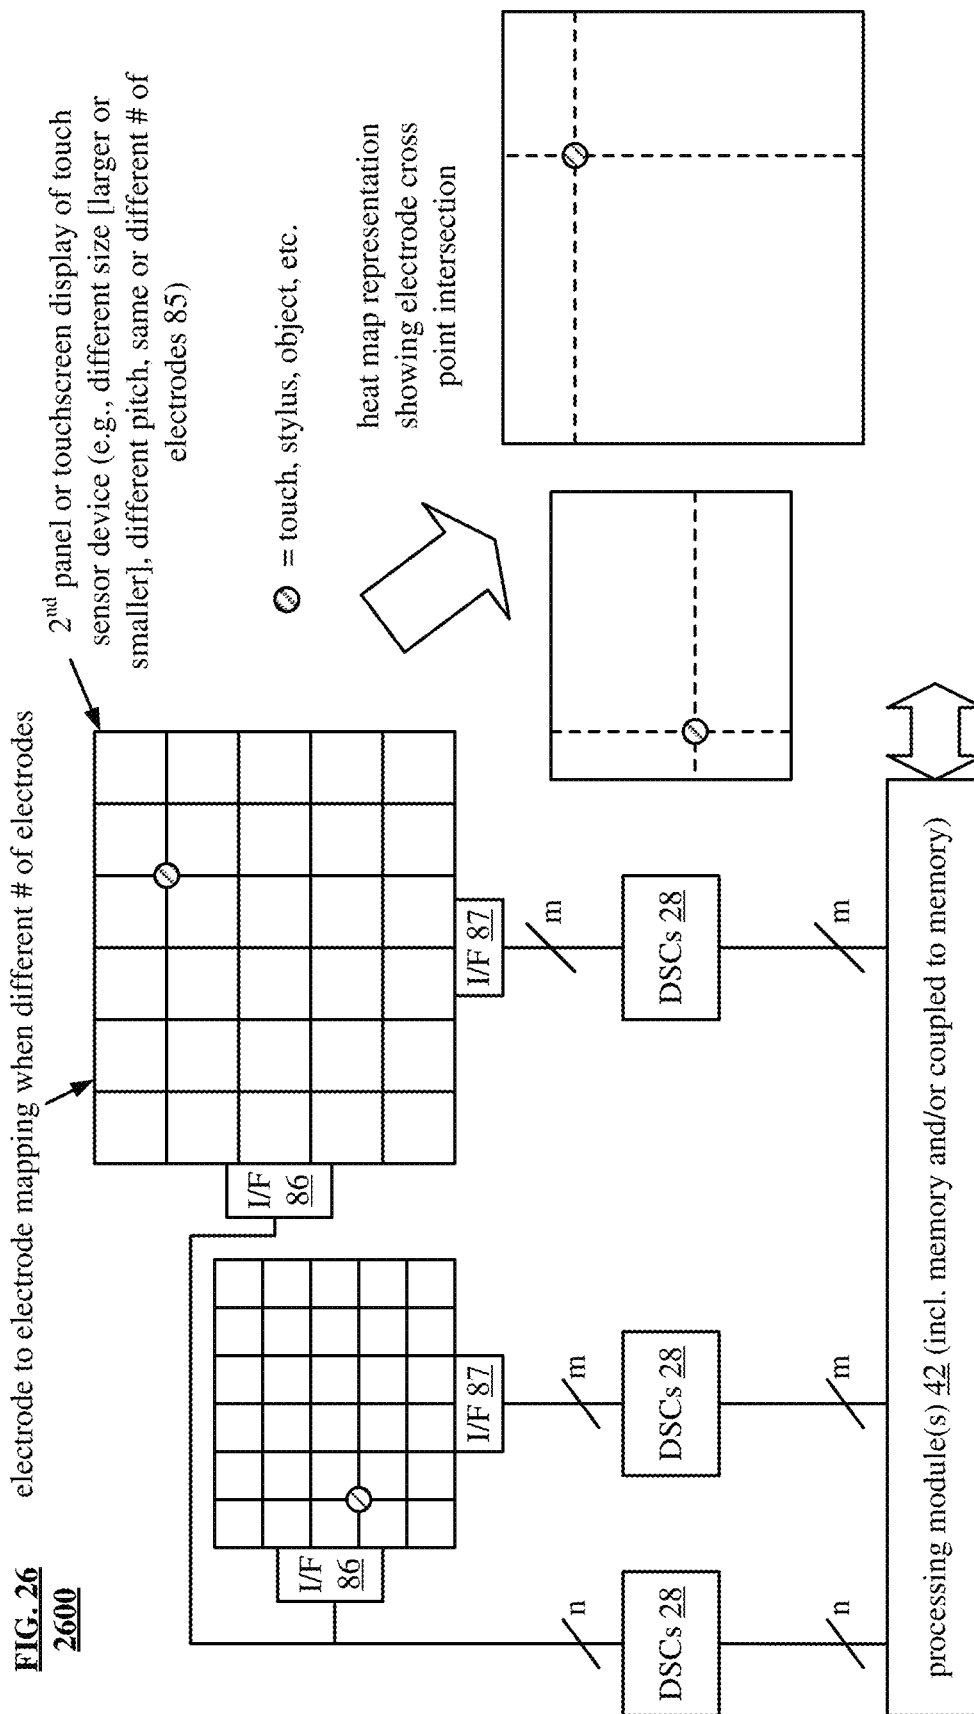 FIG. 26
2600
electrode to electrode mapping when different # of electrodes
2nd panel or touchscreen display of touch
sensor device (e.g., different size [larger or
smaller], different pitch, same or different # of
electrodes 85)
= touch, stylus, object, etc.
heat map representation
showing electrode cross
point intersection
I/F
86
I/F 87
I/F
86
I/F 87
n
m
m
DSCs 28
DSCs 28
DSCs 28
n
m
m
processing module(s) 42 (incl. memory and/or coupled to memory)